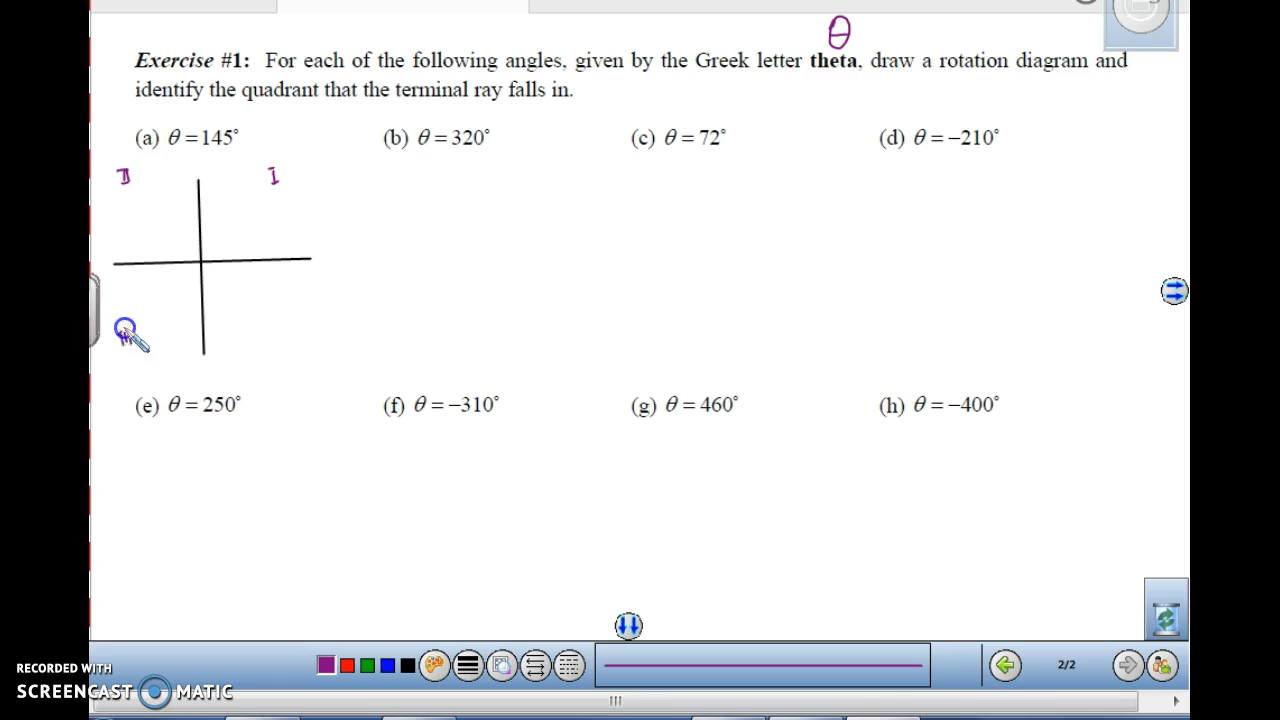 θ
Exercise #1: For each of the following angles, given by the Greek letter theta, draw a rotation diagram and
identify the quadrant that the terminal ray falls in.
(a) θ = 145° (b) θ = 320° (c) θ = 72° (d) θ = −210°
II I
(e) θ = 250° (f) θ = −310° (g) θ = 460° (h) θ = −400°
2/2
RECORDED WITH
SCREENCAST MATIC